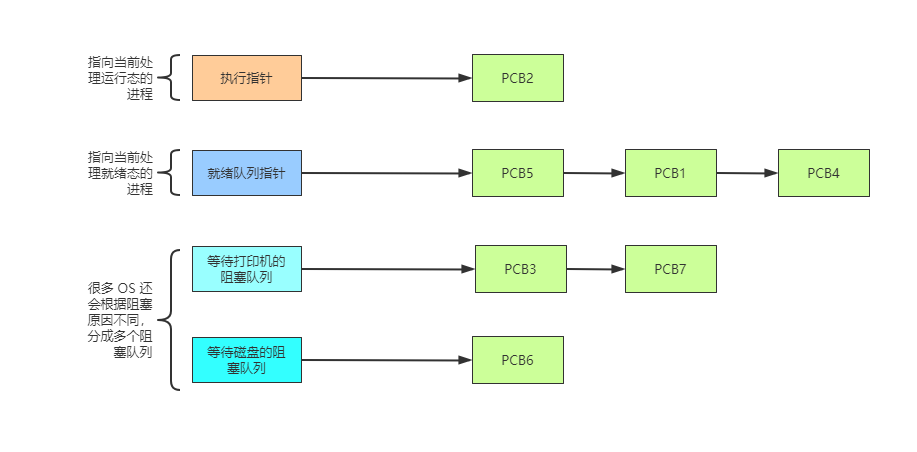 指向当前处
理运行态的
进程
执行指针
PCB2
指向当前处
理就绪态的
进程
就绪队列指针
PCB5
PCB1
PCB4
很多 OS 还
会根据阻塞
原因不同，
分成多个阻
塞队列
等待打印机的
阻塞队列
PCB3
PCB7
等待磁盘的阻
塞队列
PCB6